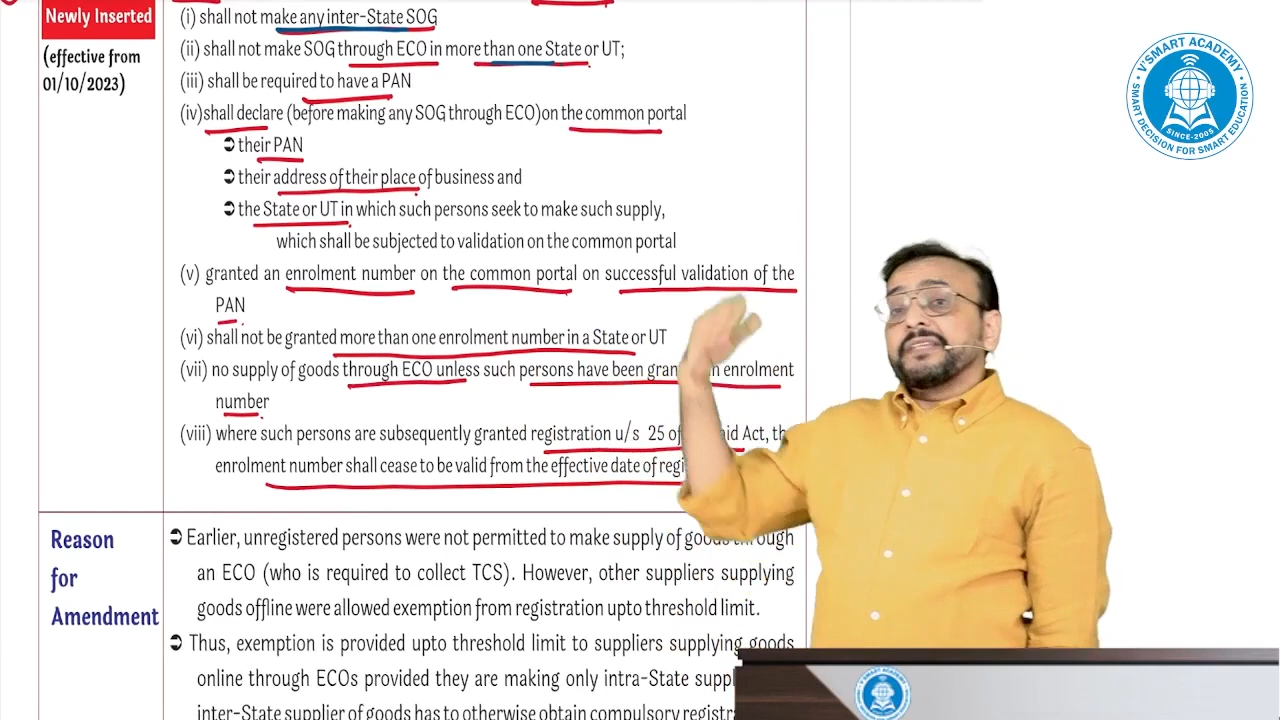 Newly Inserted
(effective from
01/10/2023)
(i) shall not make any inter-State SOG
(ii) shall not make SOG through ECO in more than one State or UT;
(iii) shall be required to have a PAN
(iv)shall declare (before making any SOG through ECO)on the common portal
➲ their PAN
➲ their address of their place of business and
➲ the State or UT in which such persons seek to make such supply,
which shall be subjected to validation on the common portal
(v) granted an enrolment number on the common portal on successful validation of the
PAN
(vi) shall not be granted more than one enrolment number in a State or UT
(vii) no supply of goods through ECO unless such persons have been gran enrolment
number
(viii) where such persons are subsequently granted registration u/s 25 of Act, th
enrolment number shall cease to be valid from the effective date of regi
Reason
for
Amendment
➲ Earlier, unregistered persons were not permitted to make supply of goods through
an ECO (who is required to collect TCS). However, other suppliers supplying
goods offline were allowed exemption from registration upto threshold limit.
➲ Thus, exemption is provided upto threshold limit to suppliers supplying goods
online through ECOs provided they are making only intra-State suppl
inter-State supplier of goods has to otherwise obtain compulsory registr
V'SMART ACADEMY
SINCE-2005
SMART DECISION FOR SMART EDUCATION